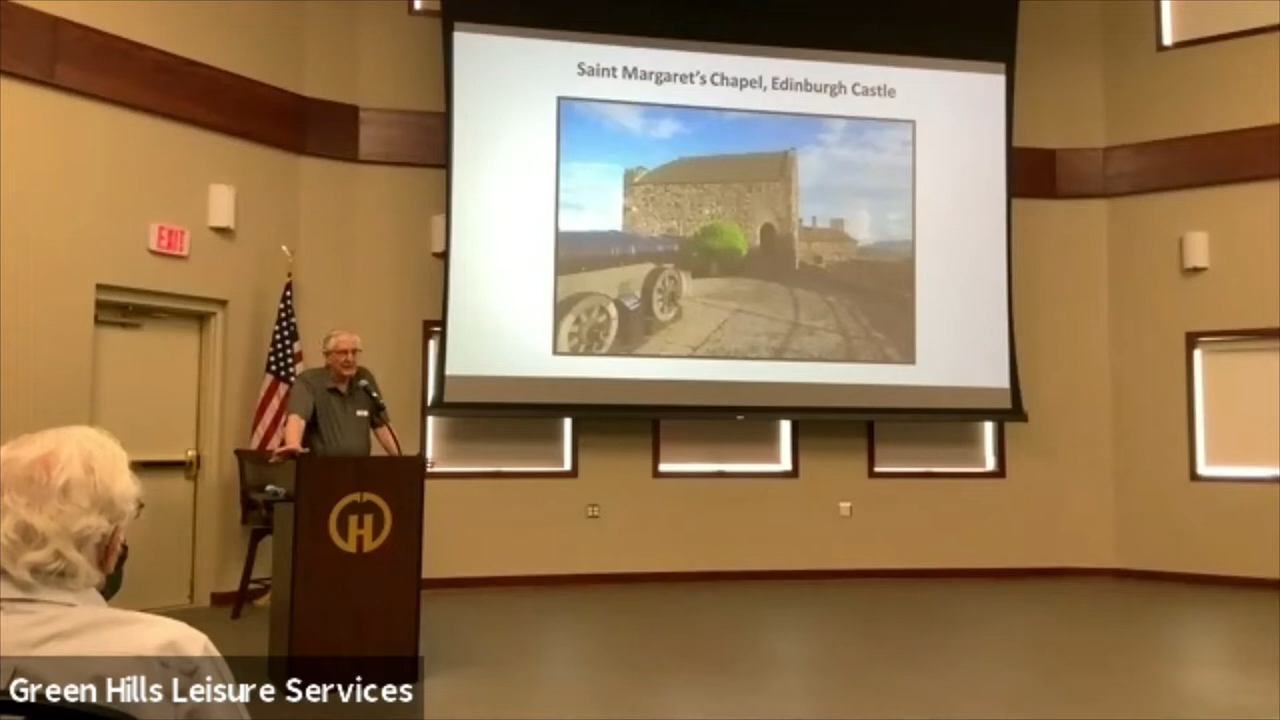 Saint Margaret's Chapel, Edinburgh Castle
EXIT
H
Green Hills Leisure Services